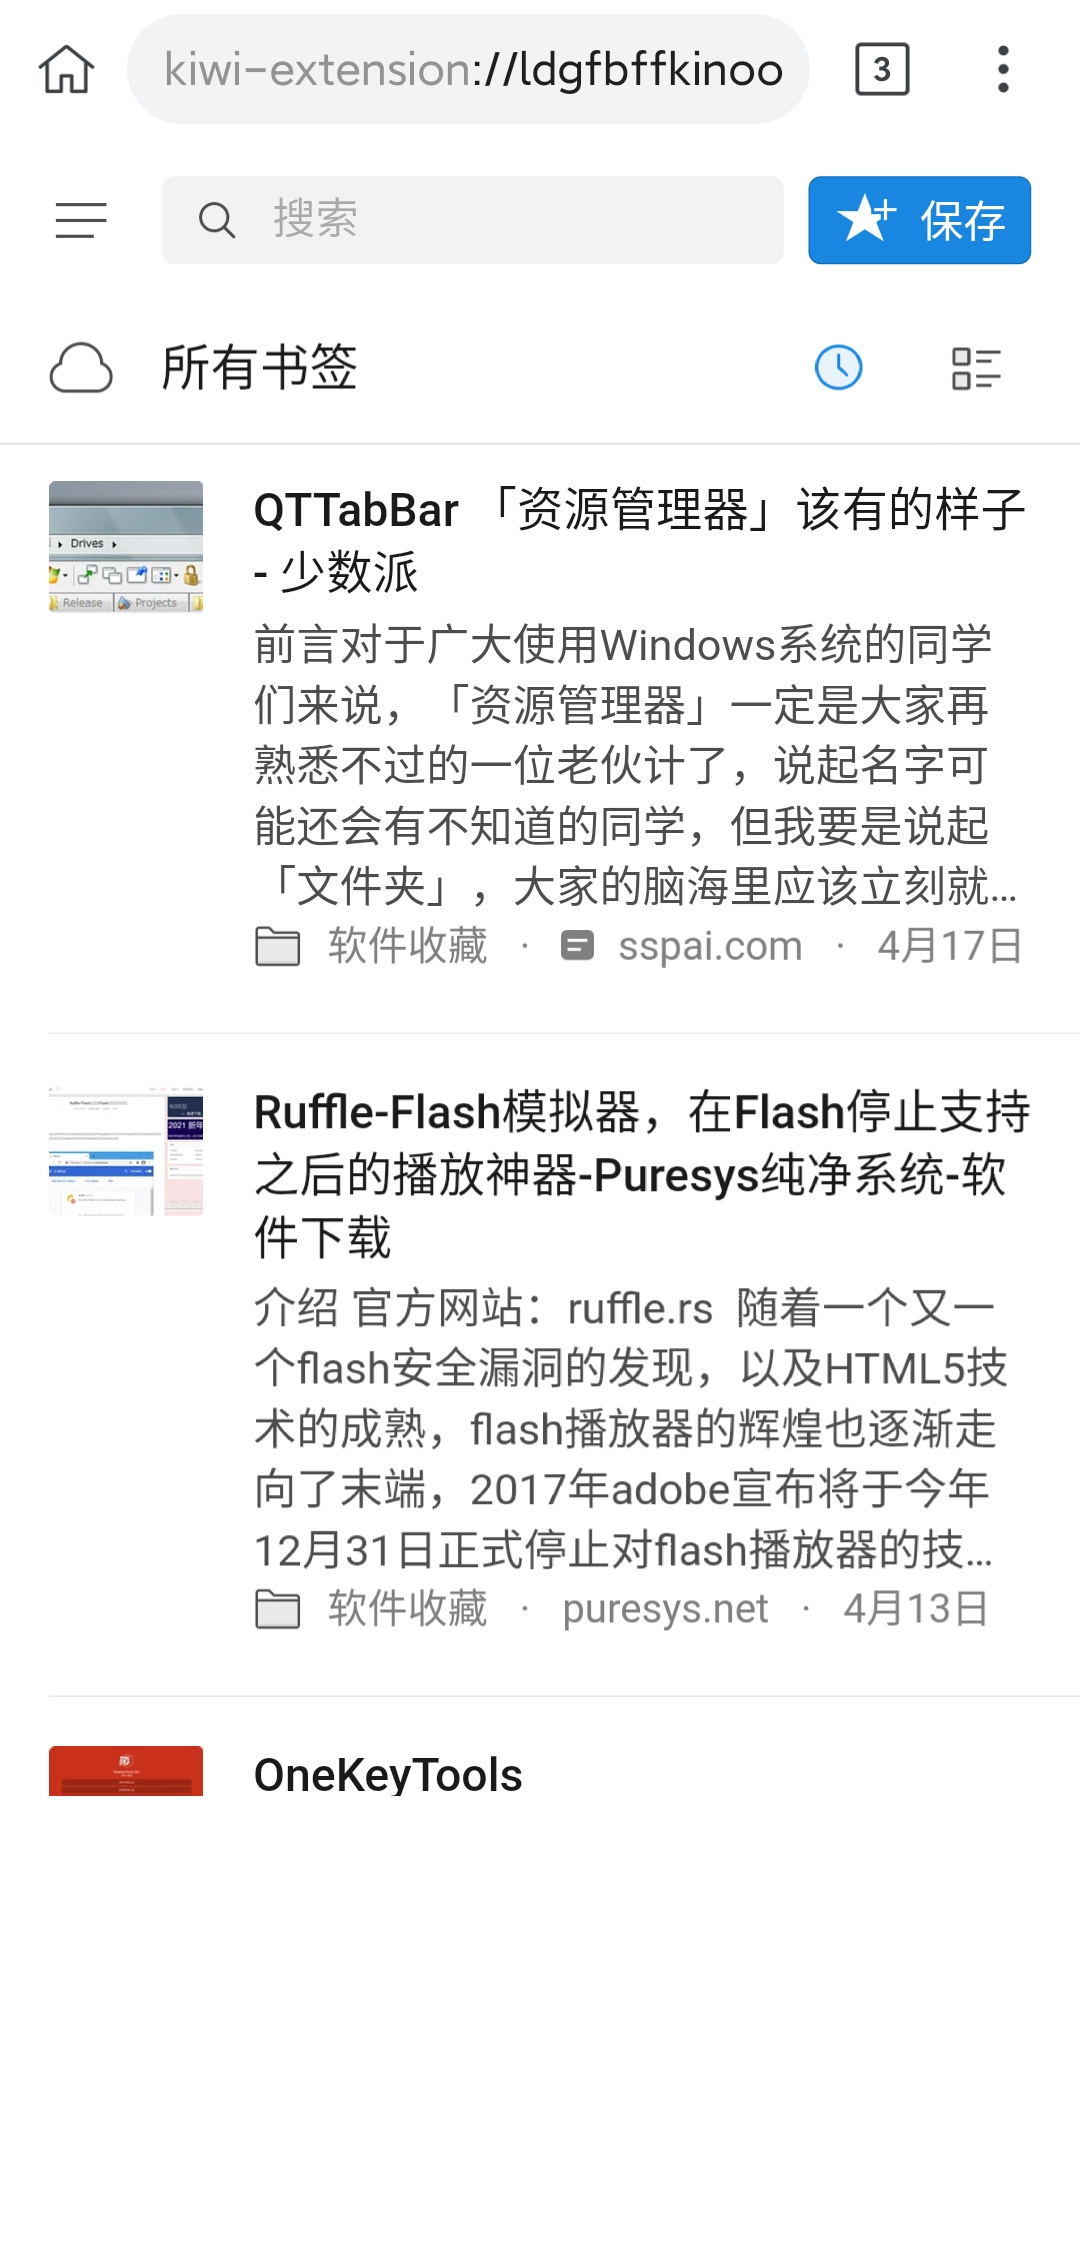 kiwi-extension://ldgfbffkinoo
3
搜索
保存
所有书签
Drives
Release
Projects
QTTabBar 「资源管理器」该有的样子
- 少数派
前言对于广大使用Windows系统的同学
们来说，「资源管理器」一定是大家再
熟悉不过的一位老伙计了，说起名字可
能还会有不知道的同学，但我要是说起
「文件夹」，大家的脑海里应该立刻就...
软件收藏 · sspai.com · 4月17日
2021 新年
Ruffle-Flash模拟器，在Flash停止支持
之后的播放神器-Puresys纯净系统-软
件下载
介绍 官方网站：ruffle.rs 随着一个又一
个flash安全漏洞的发现，以及HTML5技
术的成熟，flash播放器的辉煌也逐渐走
向了末端，2017年adobe宣布将于今年
12月31日正式停止对flash播放器的技...
软件收藏 · puresys.net · 4月13日
OneKeyTools